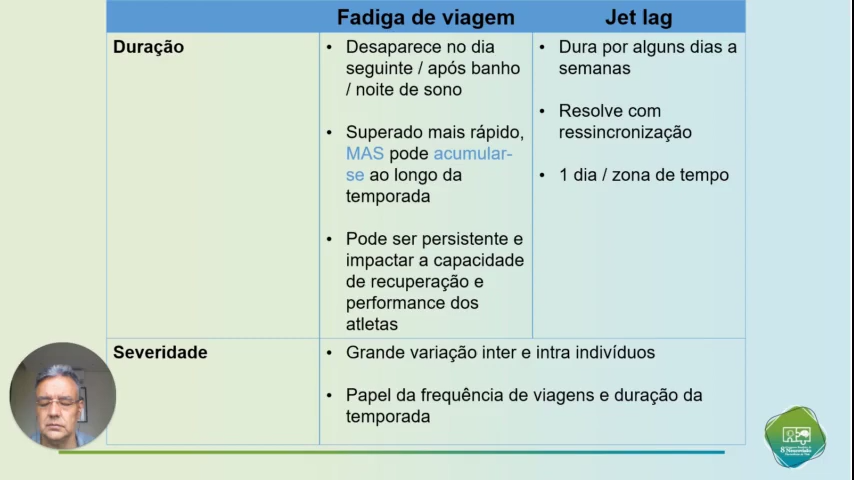 Fadiga de viagem
Jet lag
Duração
• Desaparece no dia
seguinte / após banho
/ noite de sono
• Superado mais rápido,
MAS pode acumular-
se ao longo da
temporada
• Pode ser persistente e
impactar a capacidade
de recuperação e
performance dos
atletas
• Dura por alguns dias a
semanas
• Resolve com
ressincronização
• 1 dia / zona de tempo
Severidade
• Grande variação inter e intra indivíduos
• Papel da frequência de viagens e duração da
temporada